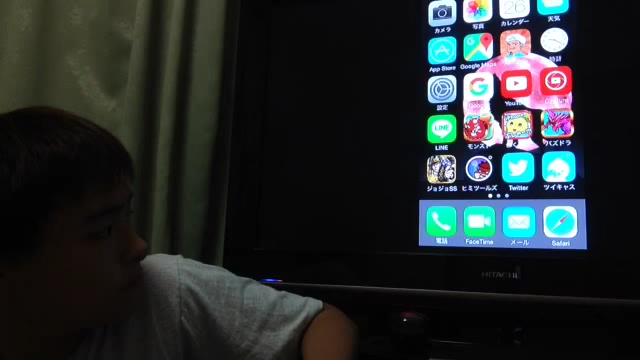 カメラ 写真 カレンダー 天気
26
App Store Google Maps 時計
設定 Google YouTube
LINE モンスト パズドラ
ジョジョSS ヒミツールズ Twitter ツイキャス
電話 FaceTime メール Safari
HITACHI